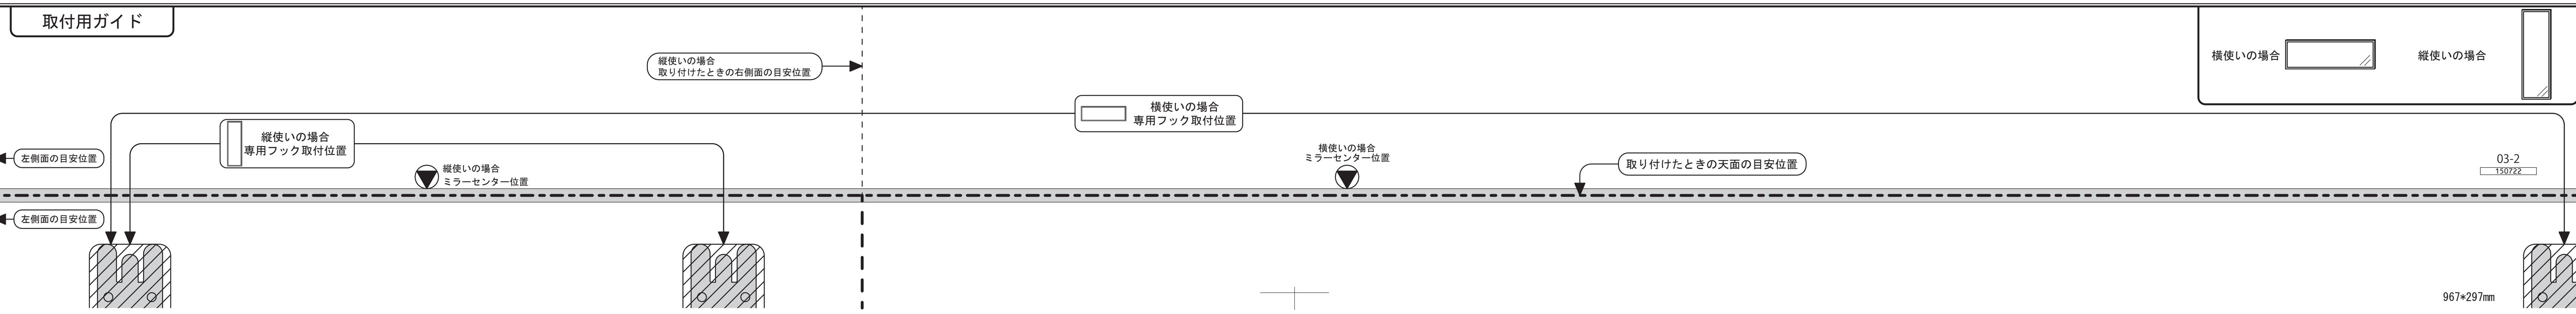 取付用ガイド
縦使いの場合
取り付けたときの右側面の目安位置
横使いの場合
縦使いの場合
横使いの場合
専用フック取付位置
縦使いの場合
専用フック取付位置
左側面の目安位置
縦使いの場合
ミラーセンター位置
横使いの場合
ミラーセンター位置
取り付けたときの天面の目安位置
03-2
150722
左側面の目安位置
967*297mm